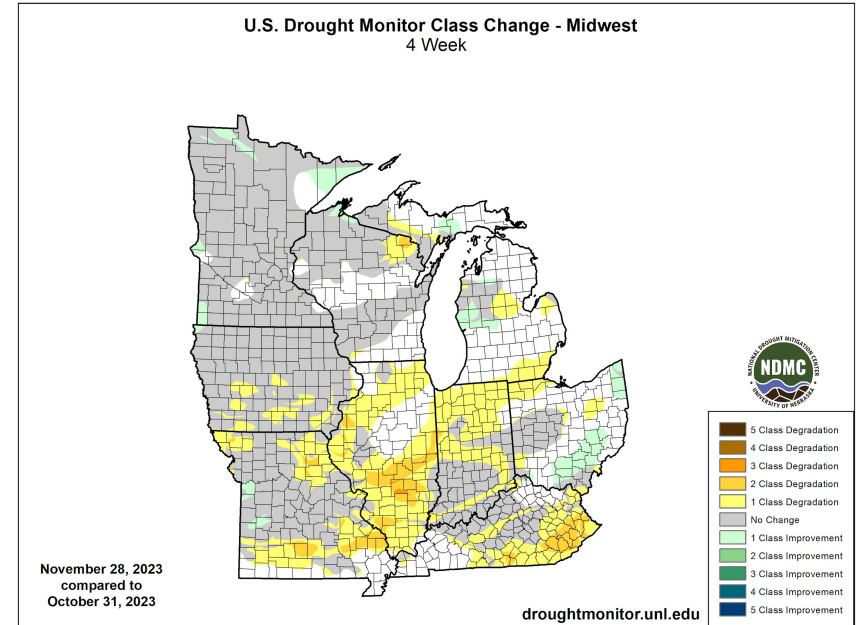 U.S. Drought Monitor Class Change - Midwest
4 Week
NATIONAL DROUGHT MITIGATION CENTER
NDMC
UNIVERSITY OF NEBRASKA
5 Class Degradation
4 Class Degradation
3 Class Degradation
2 Class Degradation
1 Class Degradation
No Change
1 Class Improvement
2 Class Improvement
3 Class Improvement
4 Class Improvement
5 Class Improvement
November 28, 2023
compared to
October 31, 2023
droughtmonitor.unl.edu